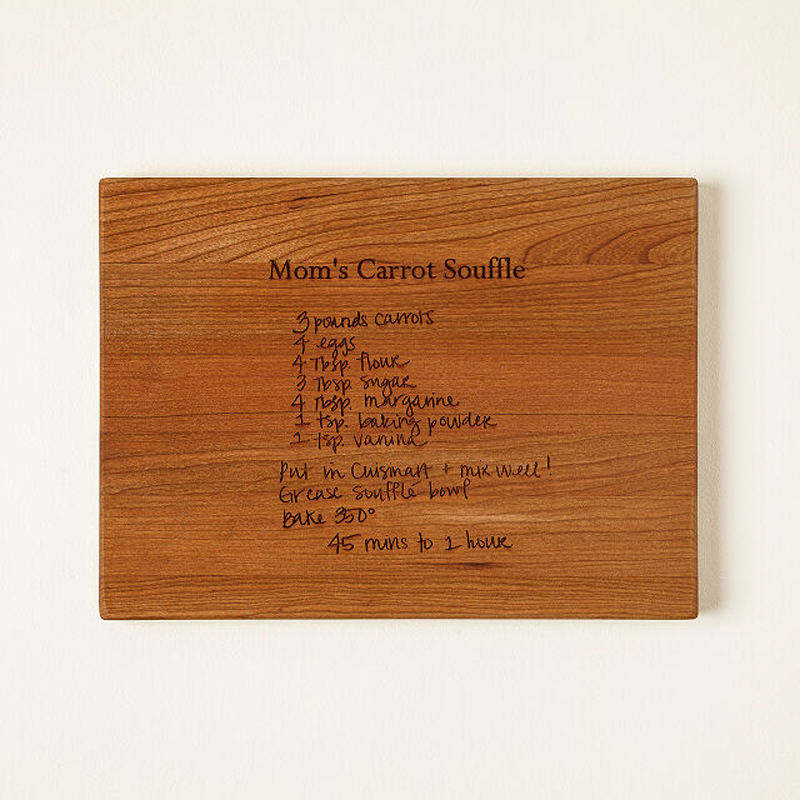 Mom's Carrot Souffle
3 pounds carrots
4 eggs
4 Tbsp. flour
3 Tbsp sugar
4 Tbsp. margarine
1 tsp. baking powder
1 tsp. vanilla
Put in Cuisinart + mix well!
Grease soufflé bowl
Bake 350°
45 mins to 1 hour